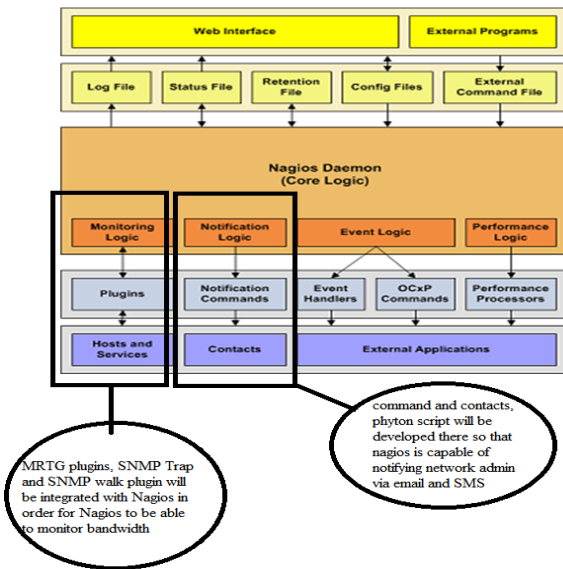 Web Interface
External Programs
Log File
Status File
Retention
File
Config Files
External
Command File
Nagios Daemon
(Core Logic)
Monitoring
Logic
Notification
Logic
Event Logic
Performance
Logic
Plugins
Notification
Commands
Event
Handlers
OCxP
Commands
Performance
Processors
Hosts and
Services
Contacts
External Applications
MRTG plugins, SNMP Trap
and SNMP walk plugin will
be integrated with Nagios in
order for Nagios to be able
to monitor bandwidth
command and contacts,
phyton script will be
developed there so that
nagios is capable of
notifying network admin
via email and SMS